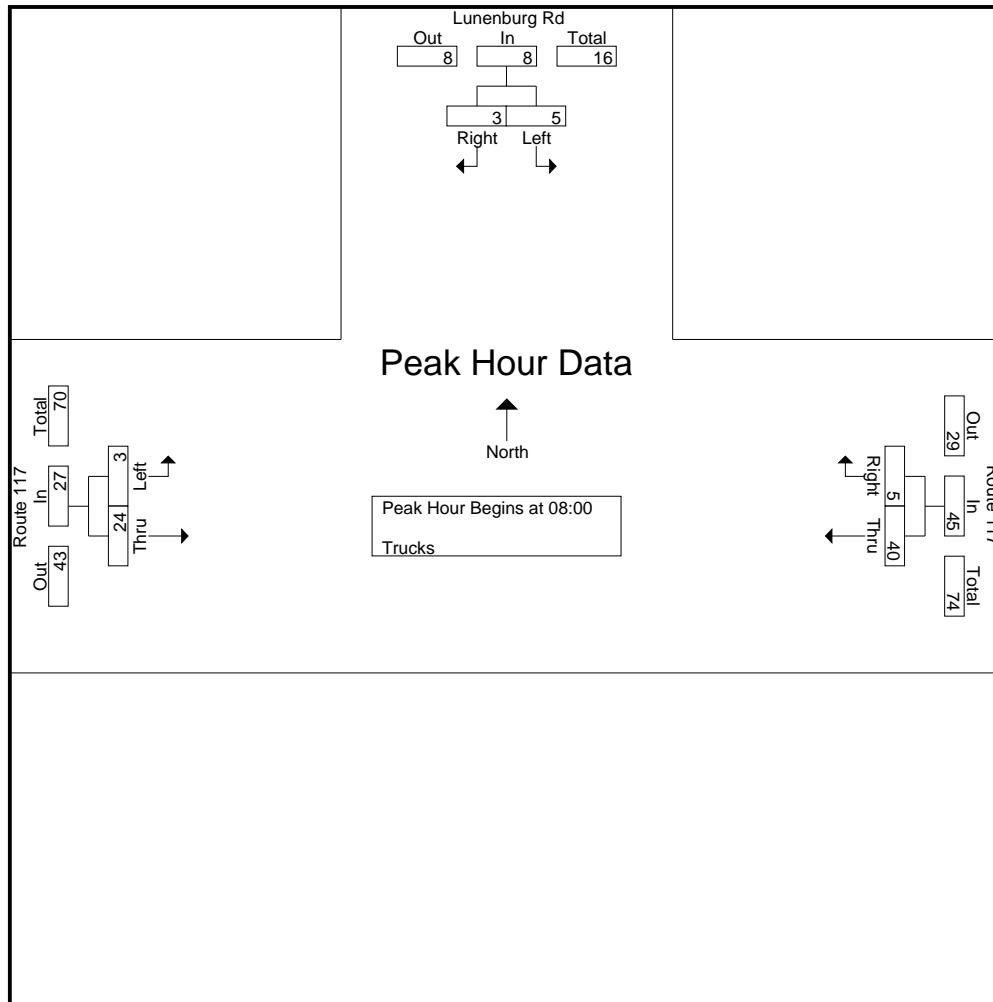 Lunenburg Rd
Out In Total
8 8 16
3 5
Right Left
Peak Hour Data
North
Peak Hour Begins at 08:00
Trucks
Route 117
Total In Out
70 27 43
3 24
Left Thru
Route 117
Out In Total
29 45 74
5 40
Right Thru